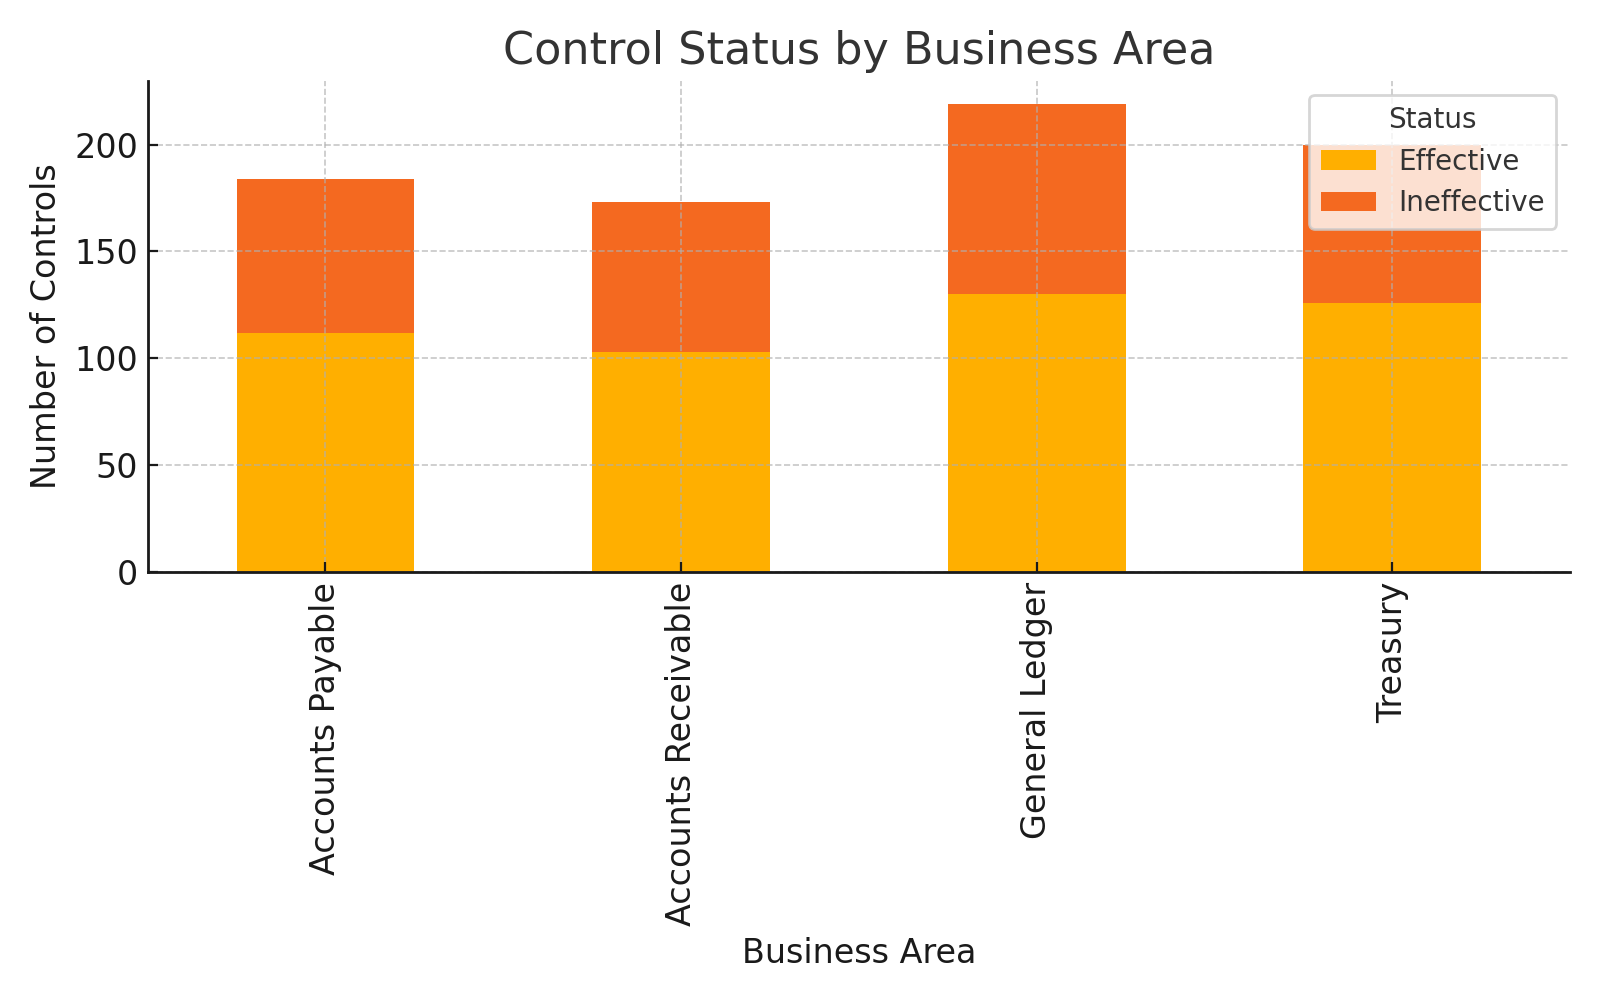 Control Status by Business Area
Number of Controls
200
150
100
50
0
Status
Effective
Ineffective
Accounts Payable
Accounts Receivable
General Ledger
Treasury
Business Area